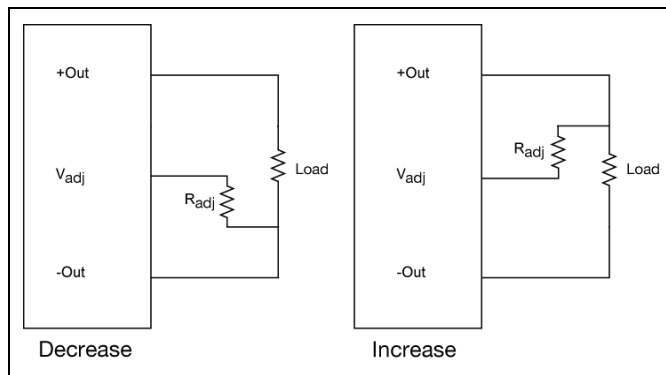 +Out
Vadj
Radj
Load
-Out
Decrease
+Out
Radj
Vadj
Load
-Out
Increase